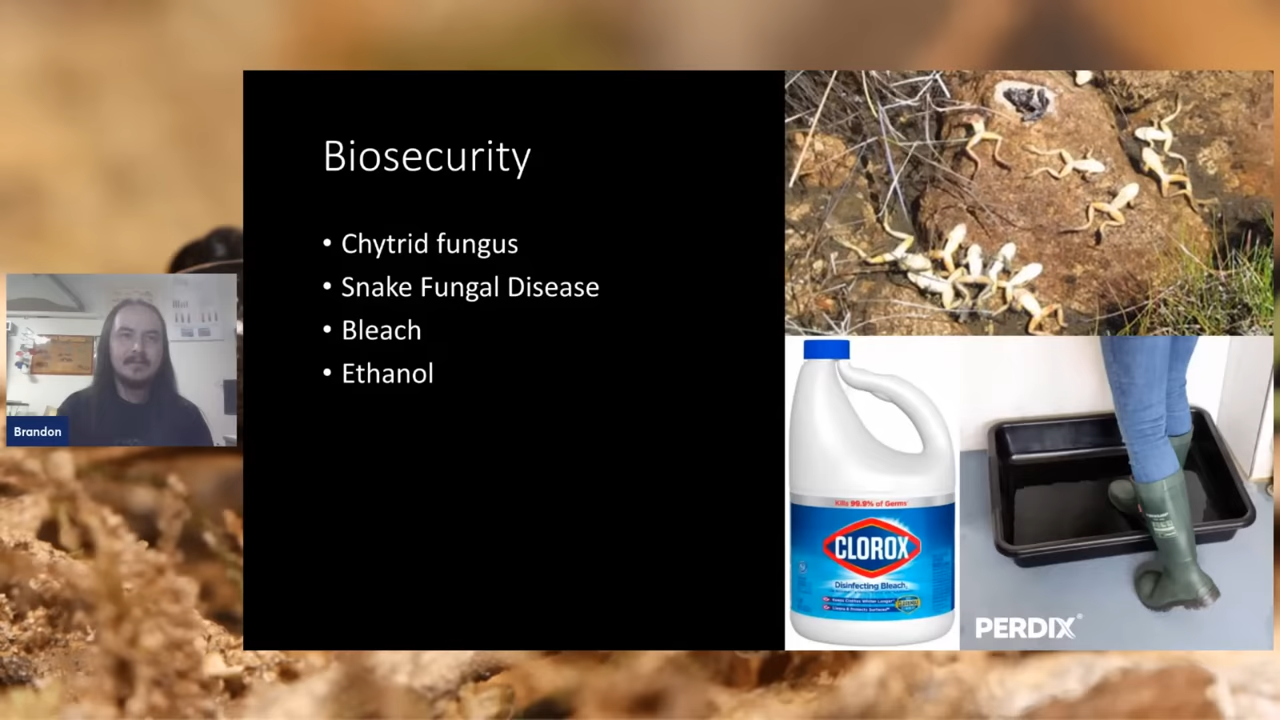 Biosecurity
• Chytrid fungus
• Snake Fungal Disease
• Bleach
• Ethanol
Brandon
Kills 99.9% of Germs
CLOROX
Disinfecting Bleach
PERDIX®